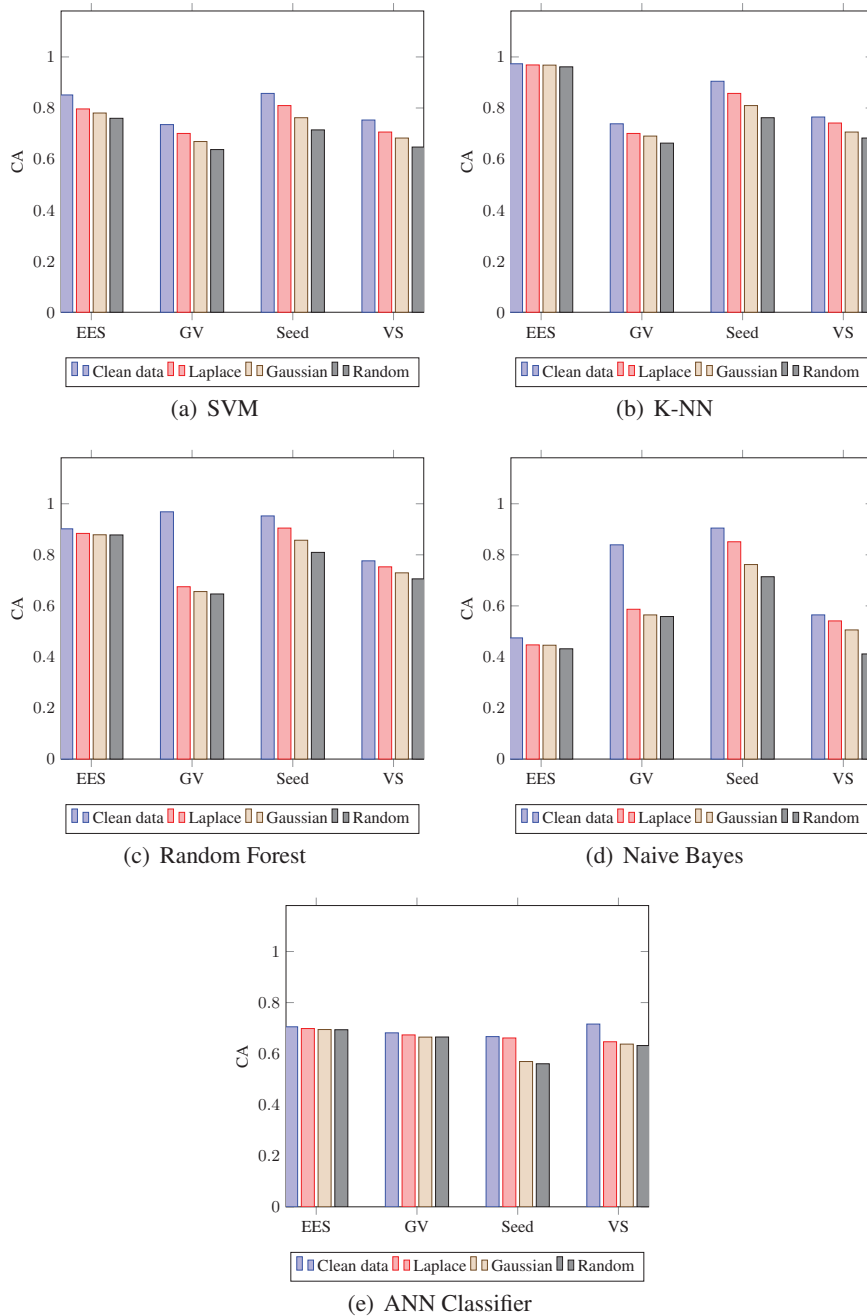 1
0.8
0.6
0.4
0.2
0
CA
EES GV Seed VS
Clean data Laplace Gaussian Random
(a) SVM
1
0.8
0.6
0.4
0.2
0
CA
EES GV Seed VS
Clean data Laplace Gaussian Random
(b) K-NN
1
0.8
0.6
0.4
0.2
0
CA
EES GV Seed VS
Clean data Laplace Gaussian Random
(c) Random Forest
1
0.8
0.6
0.4
0.2
0
CA
EES GV Seed VS
Clean data Laplace Gaussian Random
(d) Naive Bayes
1
0.8
0.6
0.4
0.2
0
CA
EES GV Seed VS
Clean data Laplace Gaussian Random
(e) ANN Classifier